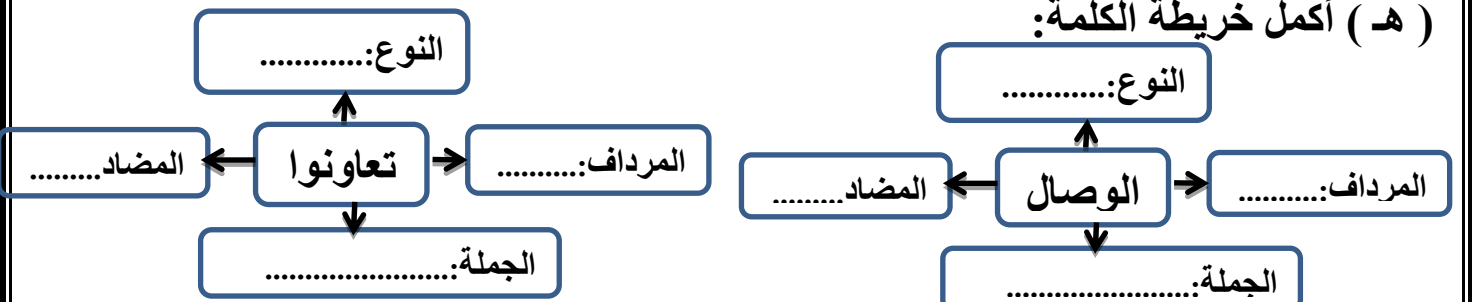 ( هـ ) أكمل خريطة الكلمة:
النوع:............
المرداف:..........
الوصال
المضاد.........
الجملة:.......................
النوع:.............
المرداف:..........
تعاونوا
المضاد.........
الجملة:.......................